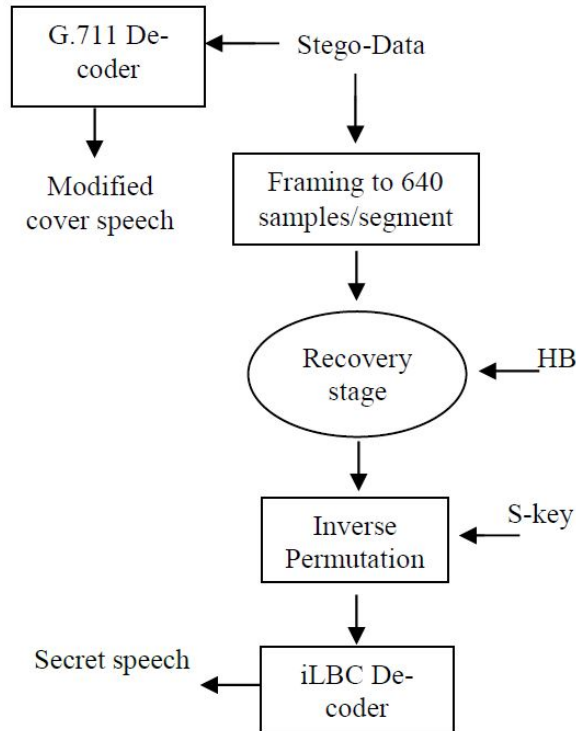 G.711 De-
coder
Stego-Data
Modified
cover speech
Framing to 640
samples/segment
Recovery
stage
HB
Inverse
Permutation
S-key
Secret speech
iLBC De-
coder